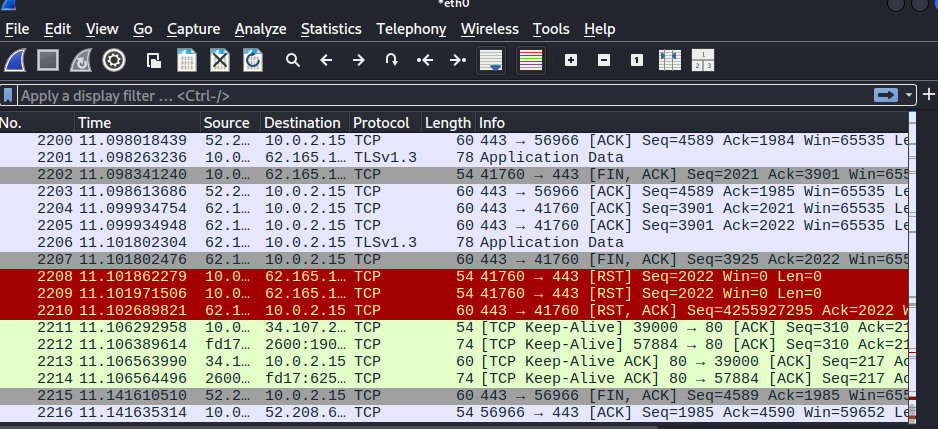 *eth0
File Edit View Go Capture Analyze Statistics Telephony Wireless Tools Help
Apply a display filter … <Ctrl-/>
No. Time Source Destination Protocol Length Info
2200 11.098018439 52.2… 10.0.2.15 TCP 60 443 → 56966 [ACK] Seq=4589 Ack=1984 Win=65535 Le
2201 11.098263236 10.0… 62.165.1… TLSv1.3 78 Application Data
2202 11.098341240 10.0… 62.165.1… TCP 54 41760 → 443 [FIN, ACK] Seq=2021 Ack=3901 Win=655
2203 11.098613686 52.2… 10.0.2.15 TCP 60 443 → 56966 [ACK] Seq=4589 Ack=1985 Win=65535 Le
2204 11.099934754 62.1… 10.0.2.15 TCP 60 443 → 41760 [ACK] Seq=3901 Ack=2021 Win=65535 Le
2205 11.099934948 62.1… 10.0.2.15 TCP 60 443 → 41760 [ACK] Seq=3901 Ack=2022 Win=65535 Le
2206 11.101802304 62.1… 10.0.2.15 TLSv1.3 78 Application Data
2207 11.101802476 62.1… 10.0.2.15 TCP 60 443 → 41760 [FIN, ACK] Seq=3925 Ack=2022 Win=655
2208 11.101862279 10.0… 62.165.1… TCP 54 41760 → 443 [RST] Seq=2022 Win=0 Len=0
2209 11.101971506 10.0… 62.165.1… TCP 54 41760 → 443 [RST] Seq=2022 Win=0 Len=0
2210 11.102689821 62.1… 10.0.2.15 TCP 60 443 → 41760 [RST, ACK] Seq=4255927295 Ack=2022 W
2211 11.106292958 10.0… 34.107.2… TCP 54 [TCP Keep-Alive] 39000 → 80 [ACK] Seq=310 Ack=21
2212 11.106389614 fd17… 2600:190… TCP 74 [TCP Keep-Alive] 57884 → 80 [ACK] Seq=310 Ack=21
2213 11.106563990 34.1… 10.0.2.15 TCP 60 [TCP Keep-Alive ACK] 80 → 39000 [ACK] Seq=217 Ac
2214 11.106564496 2600… fd17:625… TCP 74 [TCP Keep-Alive ACK] 80 → 57884 [ACK] Seq=217 Ac
2215 11.141610510 52.2… 10.0.2.15 TCP 60 443 → 56966 [FIN, ACK] Seq=4589 Ack=1985 Win=655
2216 11.141635314 10.0… 52.208.6… TCP 54 56966 → 443 [ACK] Seq=1985 Ack=4590 Win=59652 Le